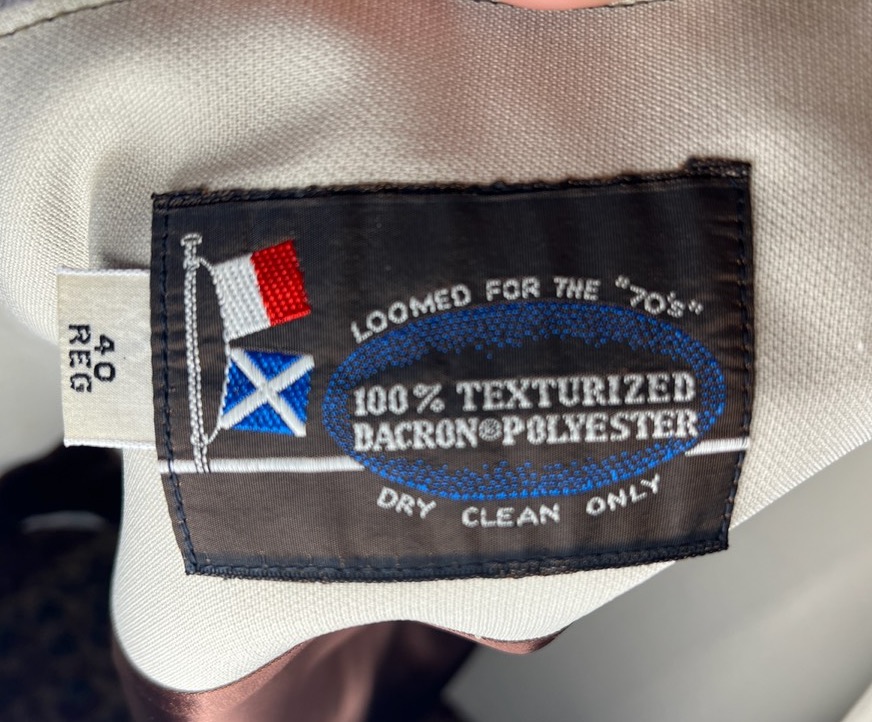 LOOMED FOR THE "70's"
100% TEXTURIZED
DACRON®POLYESTER
DRY CLEAN ONLY
40
REG